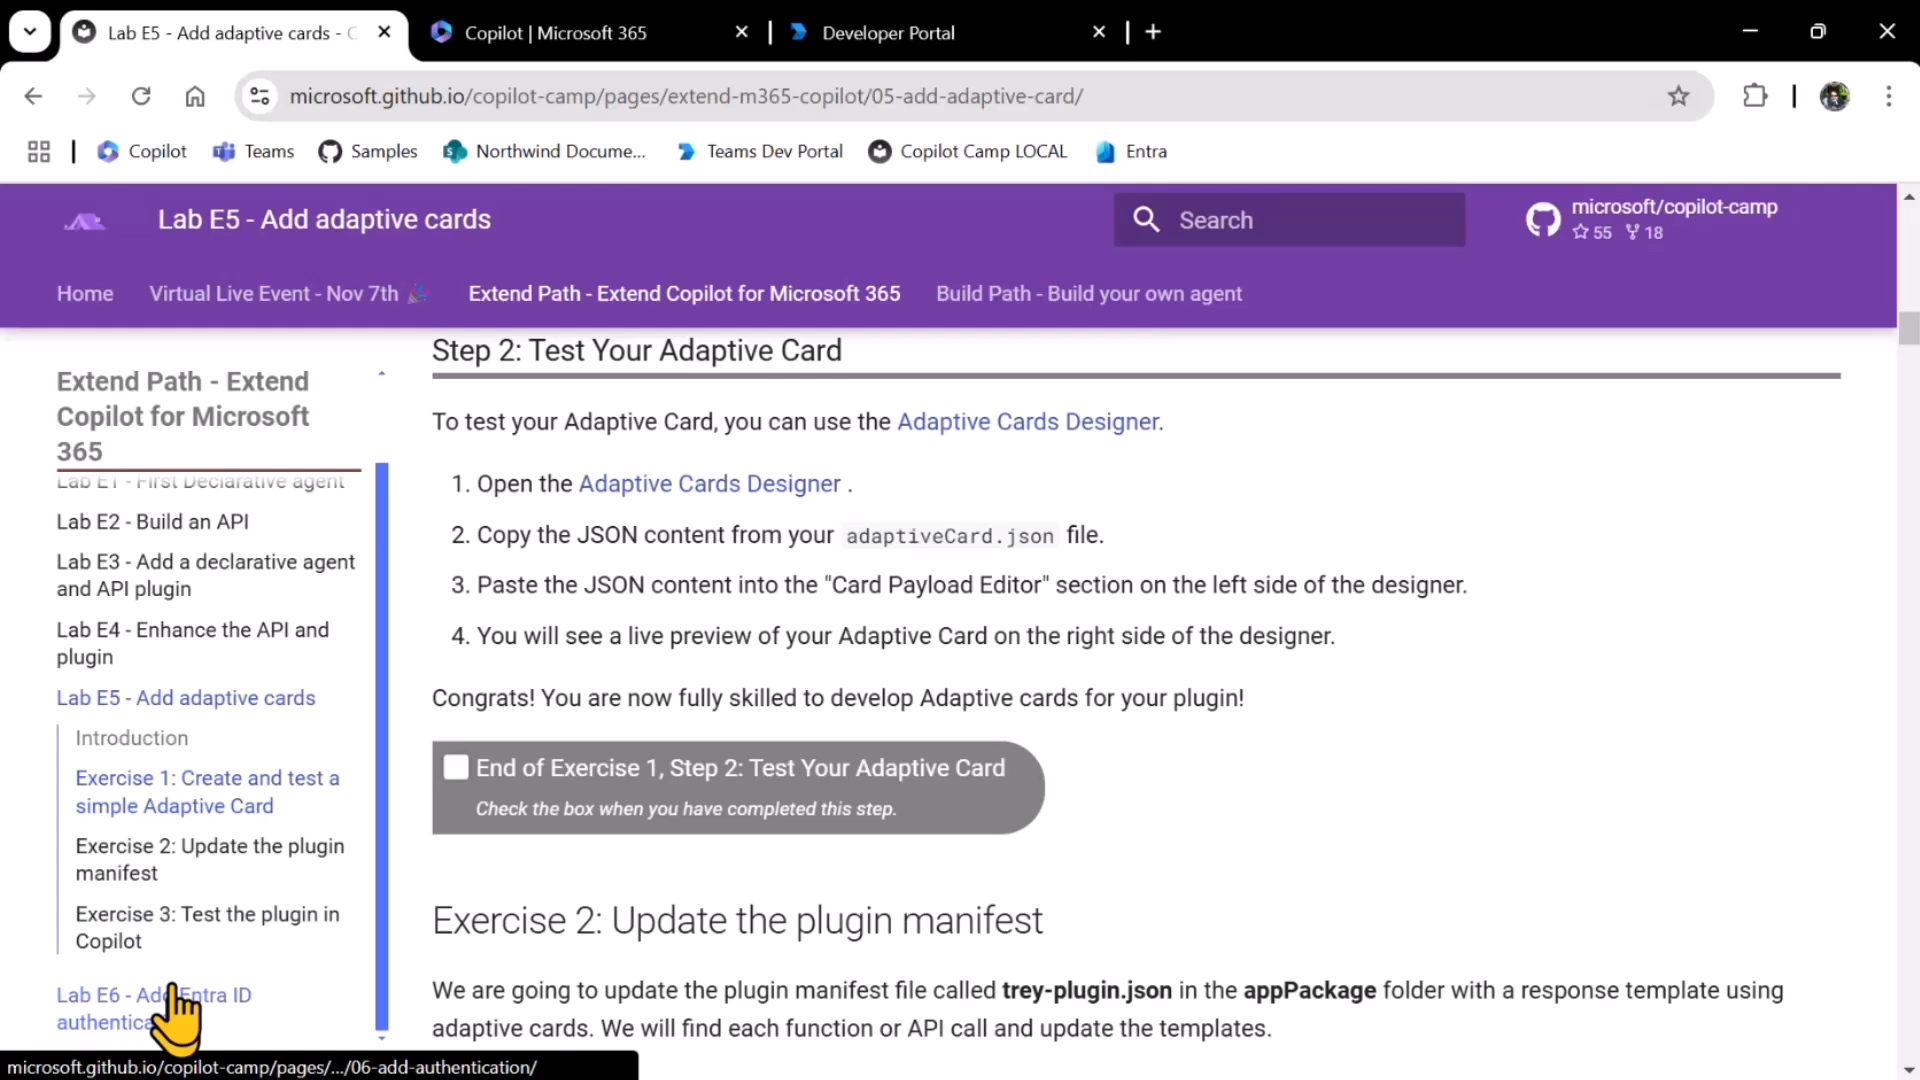 Lab E5 - Add adaptive cards - C
Copilot | Microsoft 365
Developer Portal
microsoft.github.io/copilot-camp/pages/extend-m365-copilot/05-add-adaptive-card/
Copilot
Teams
Samples
Northwind Docume...
Teams Dev Portal
Copilot Camp LOCAL
Entra
Lab E5 - Add adaptive cards
Search
microsoft/copilot-camp
55 18
Home
Virtual Live Event - Nov 7th
Extend Path - Extend Copilot for Microsoft 365
Build Path - Build your own agent
Extend Path - Extend
Copilot for Microsoft
365
Lab E1 - First Declarative agent
Lab E2 - Build an API
Lab E3 - Add a declarative agent
and API plugin
Lab E4 - Enhance the API and
plugin
Lab E5 - Add adaptive cards
Introduction
Exercise 1: Create and test a
simple Adaptive Card
Exercise 2: Update the plugin
manifest
Exercise 3: Test the plugin in
Copilot
Lab E6 - Add Entra ID
authentica
Step 2: Test Your Adaptive Card
To test your Adaptive Card, you can use the Adaptive Cards Designer.
1. Open the Adaptive Cards Designer .
2. Copy the JSON content from your adaptiveCard.json file.
3. Paste the JSON content into the "Card Payload Editor" section on the left side of the designer.
4. You will see a live preview of your Adaptive Card on the right side of the designer.
Congrats! You are now fully skilled to develop Adaptive cards for your plugin!
End of Exercise 1, Step 2: Test Your Adaptive Card
Check the box when you have completed this step.
Exercise 2: Update the plugin manifest
We are going to update the plugin manifest file called trey-plugin.json in the appPackage folder with a response template using
adaptive cards. We will find each function or API call and update the templates.
microsoft.github.io/copilot-camp/pages/.../06-add-authentication/